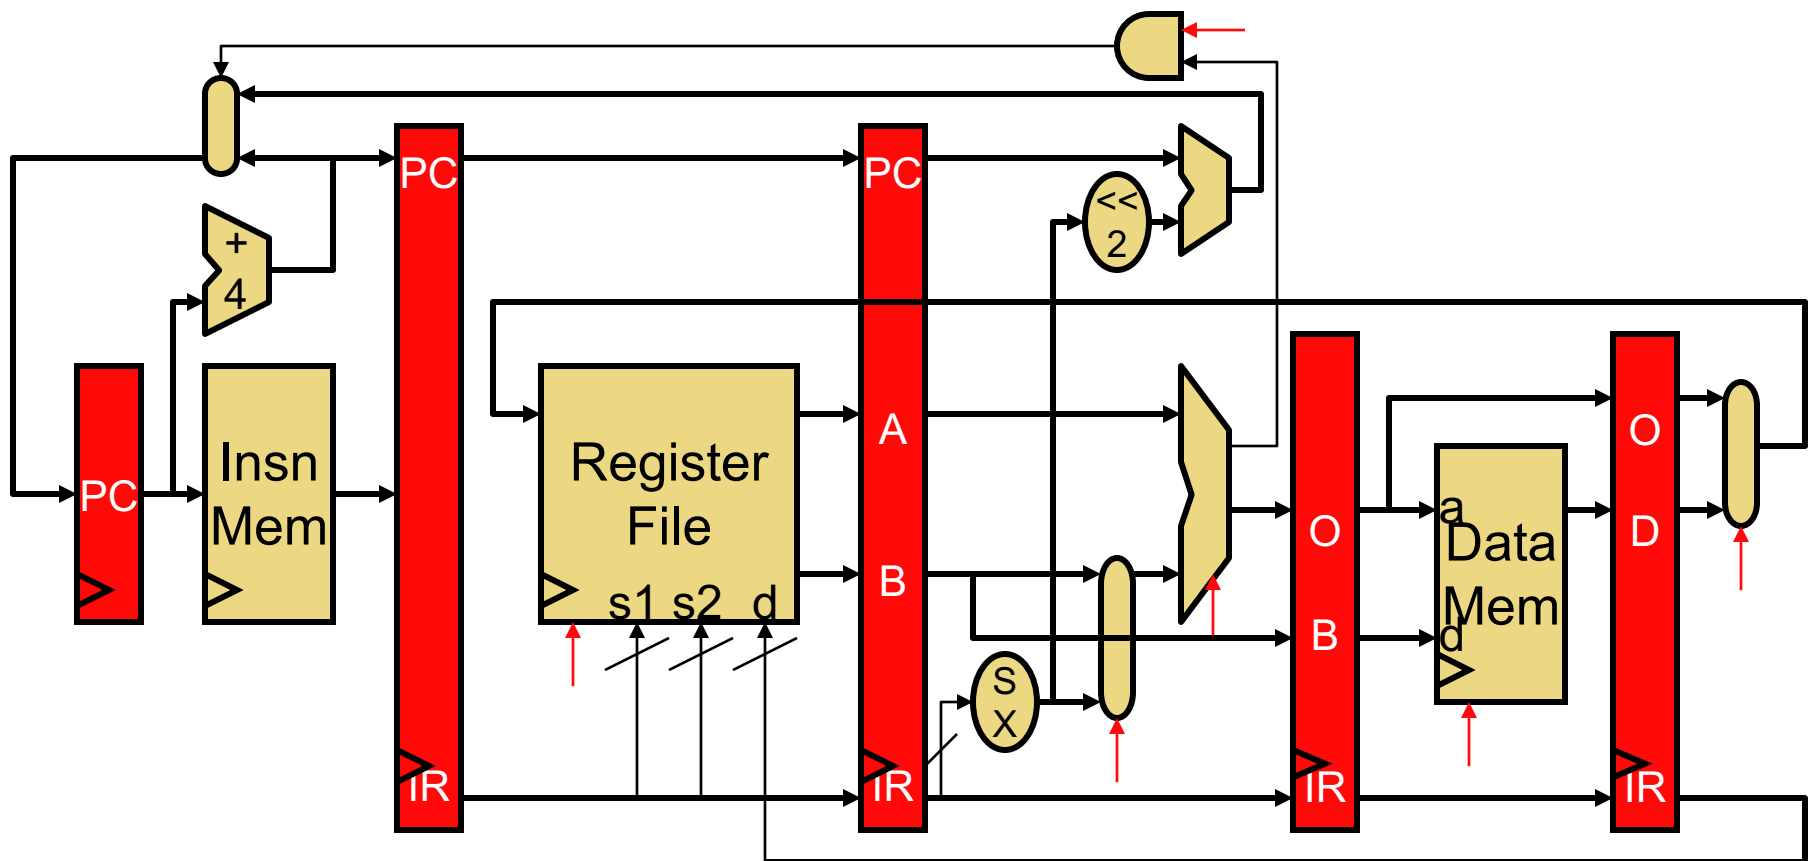 PC
PC
<<
2
+
4
PC
Insn
Mem
Register
File
s1 s2 d
A
B
S
X
O
B
a
Data
Mem
d
O
D
IR
IR
IR
IR